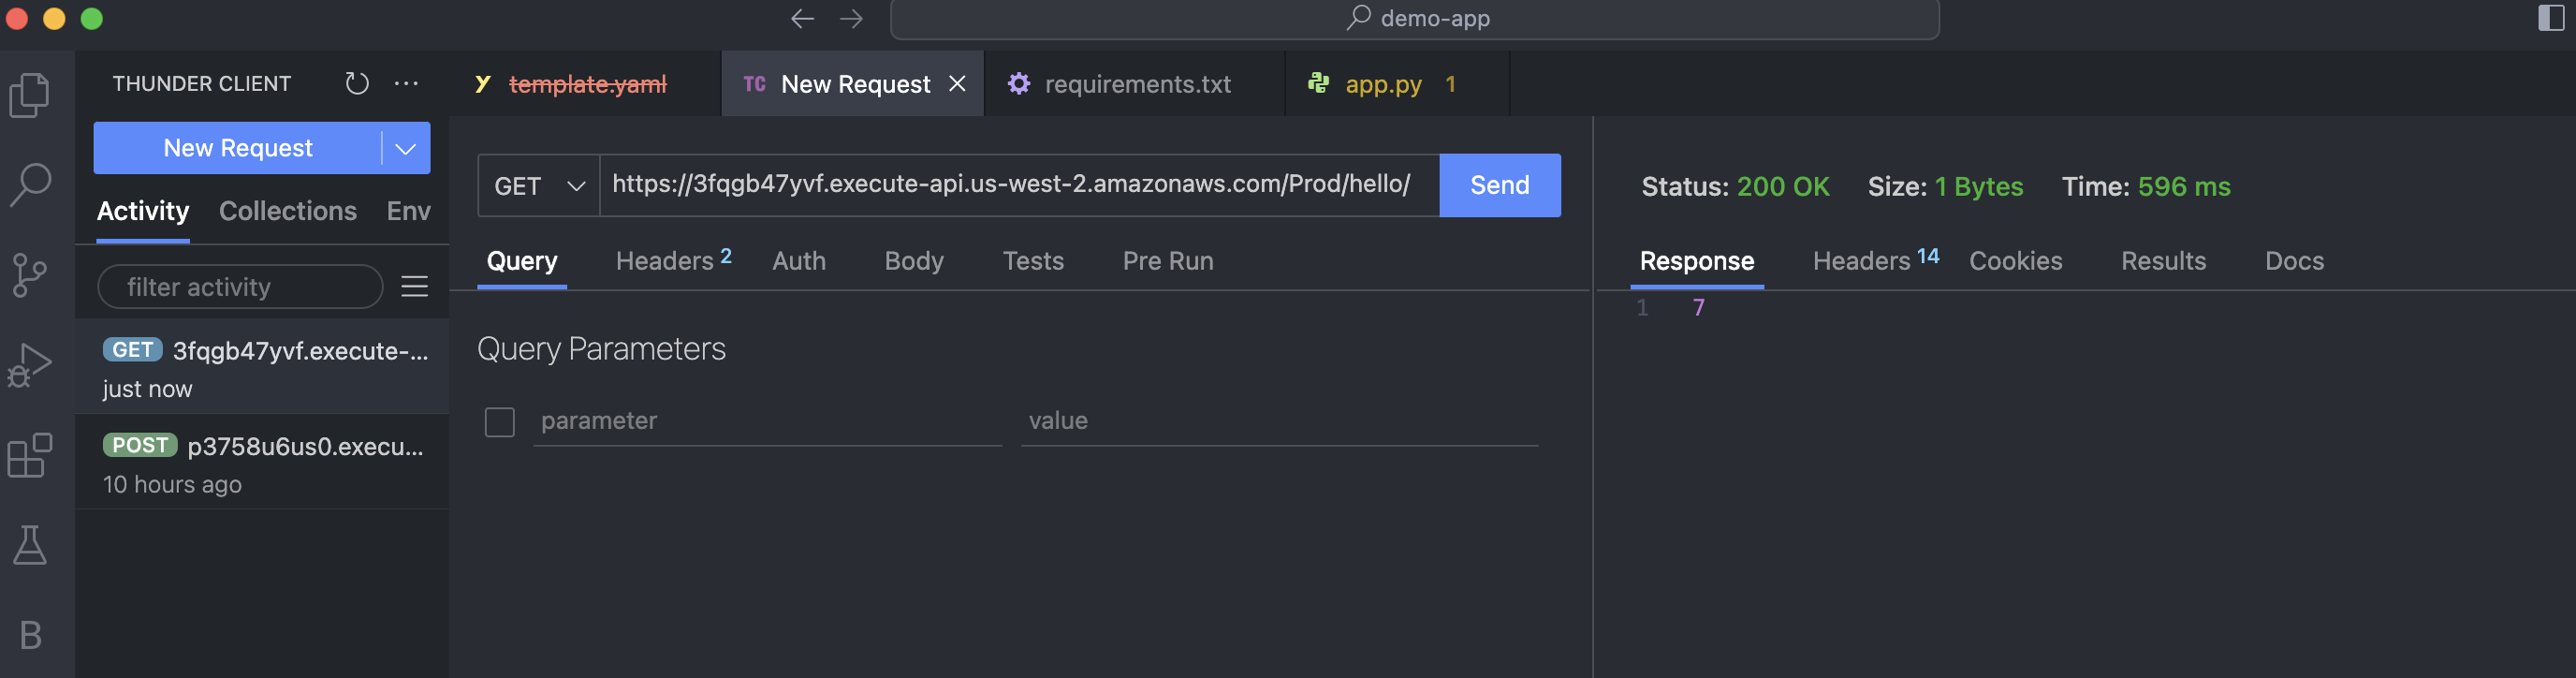 demo-app
THUNDER CLIENT ...
New Request
Activity Collections Env
filter activity
GET 3fqgb47yvf.execute-...
just now
POST p3758u6us0.execu...
10 hours ago
B
Y template.yaml
TC New Request
requirements.txt
app.py 1
GET https://3fqgb47yvf.execute-api.us-west-2.amazonaws.com/Prod/hello/ Send
Query Headers 2 Auth Body Tests Pre Run
Query Parameters
parameter value
Status: 200 OK Size: 1 Bytes Time: 596 ms
Response Headers 14 Cookies Results Docs
1 7